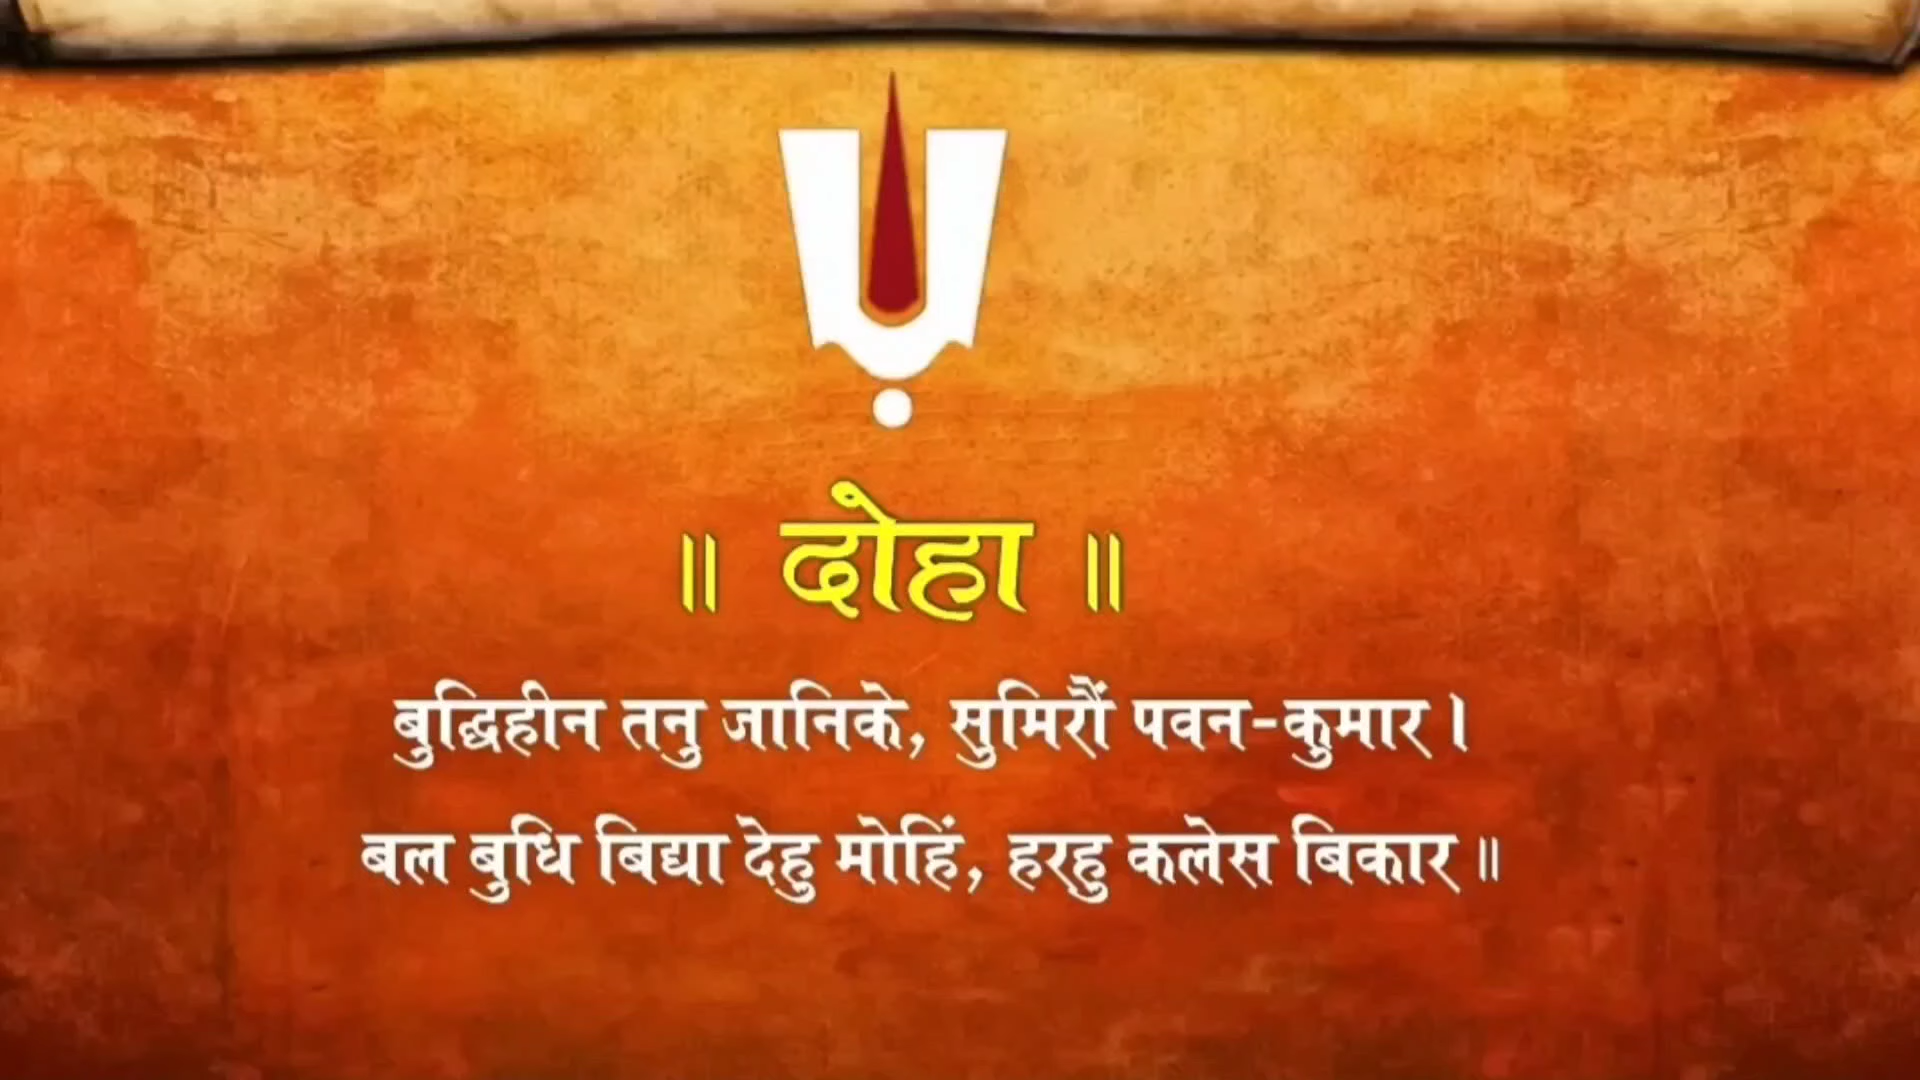 ॥ दोहा ॥
बुद्धिहीन तनु जानिके, सुमिरौं पवन-कुमार।
बल बुधि बिद्या देहु मोहिं, हरहु कलेस बिकार॥